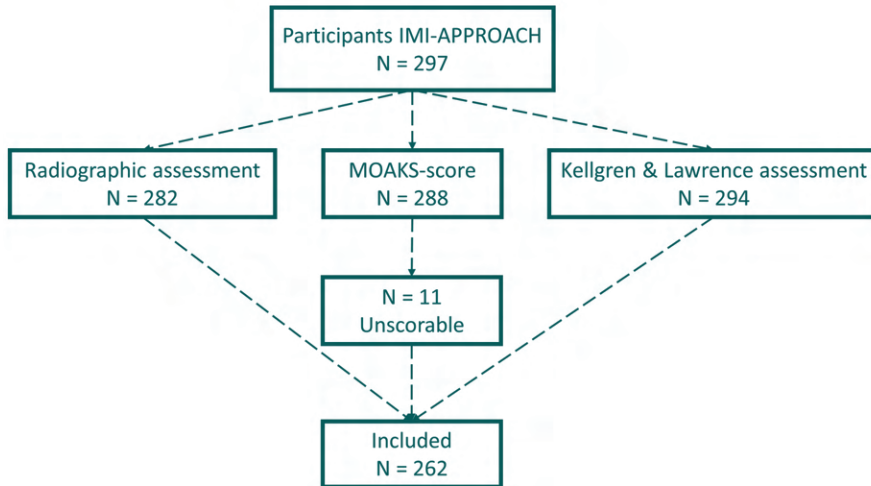 Participants IMI-APPROACH
N = 297
Radiographic assessment
N = 282
MOAKS-score
N = 288
Kellgren & Lawrence assessment
N = 294
N = 11
Unscorable
Included
N = 262